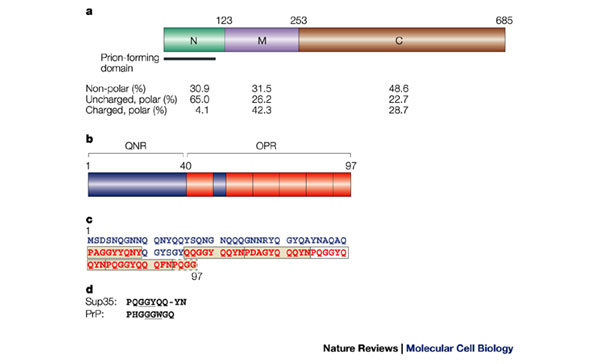 a
123 253 685
N M C
Prion-forming
domain
Non-polar (%) 30.9 31.5 48.6
Uncharged, polar (%) 65.0 26.2 22.7
Charged, polar (%) 4.1 42.3 28.7
b
QNR OPR
1 40 97
c
1
MSDSNQGNNQ QNYQQYSQNG NQQQGNNRYQ GYQAYNAQAQ
PAGGYYQNYQ GYSGYQQGGY QQYNPDAGYQ QQYNPQGGYQ
QYNPQGGYQQ QFNPQGG
97
d
Sup35: PQGGYQQ-YN
PrP: PHGGGWGQ
Nature Reviews | Molecular Cell Biology